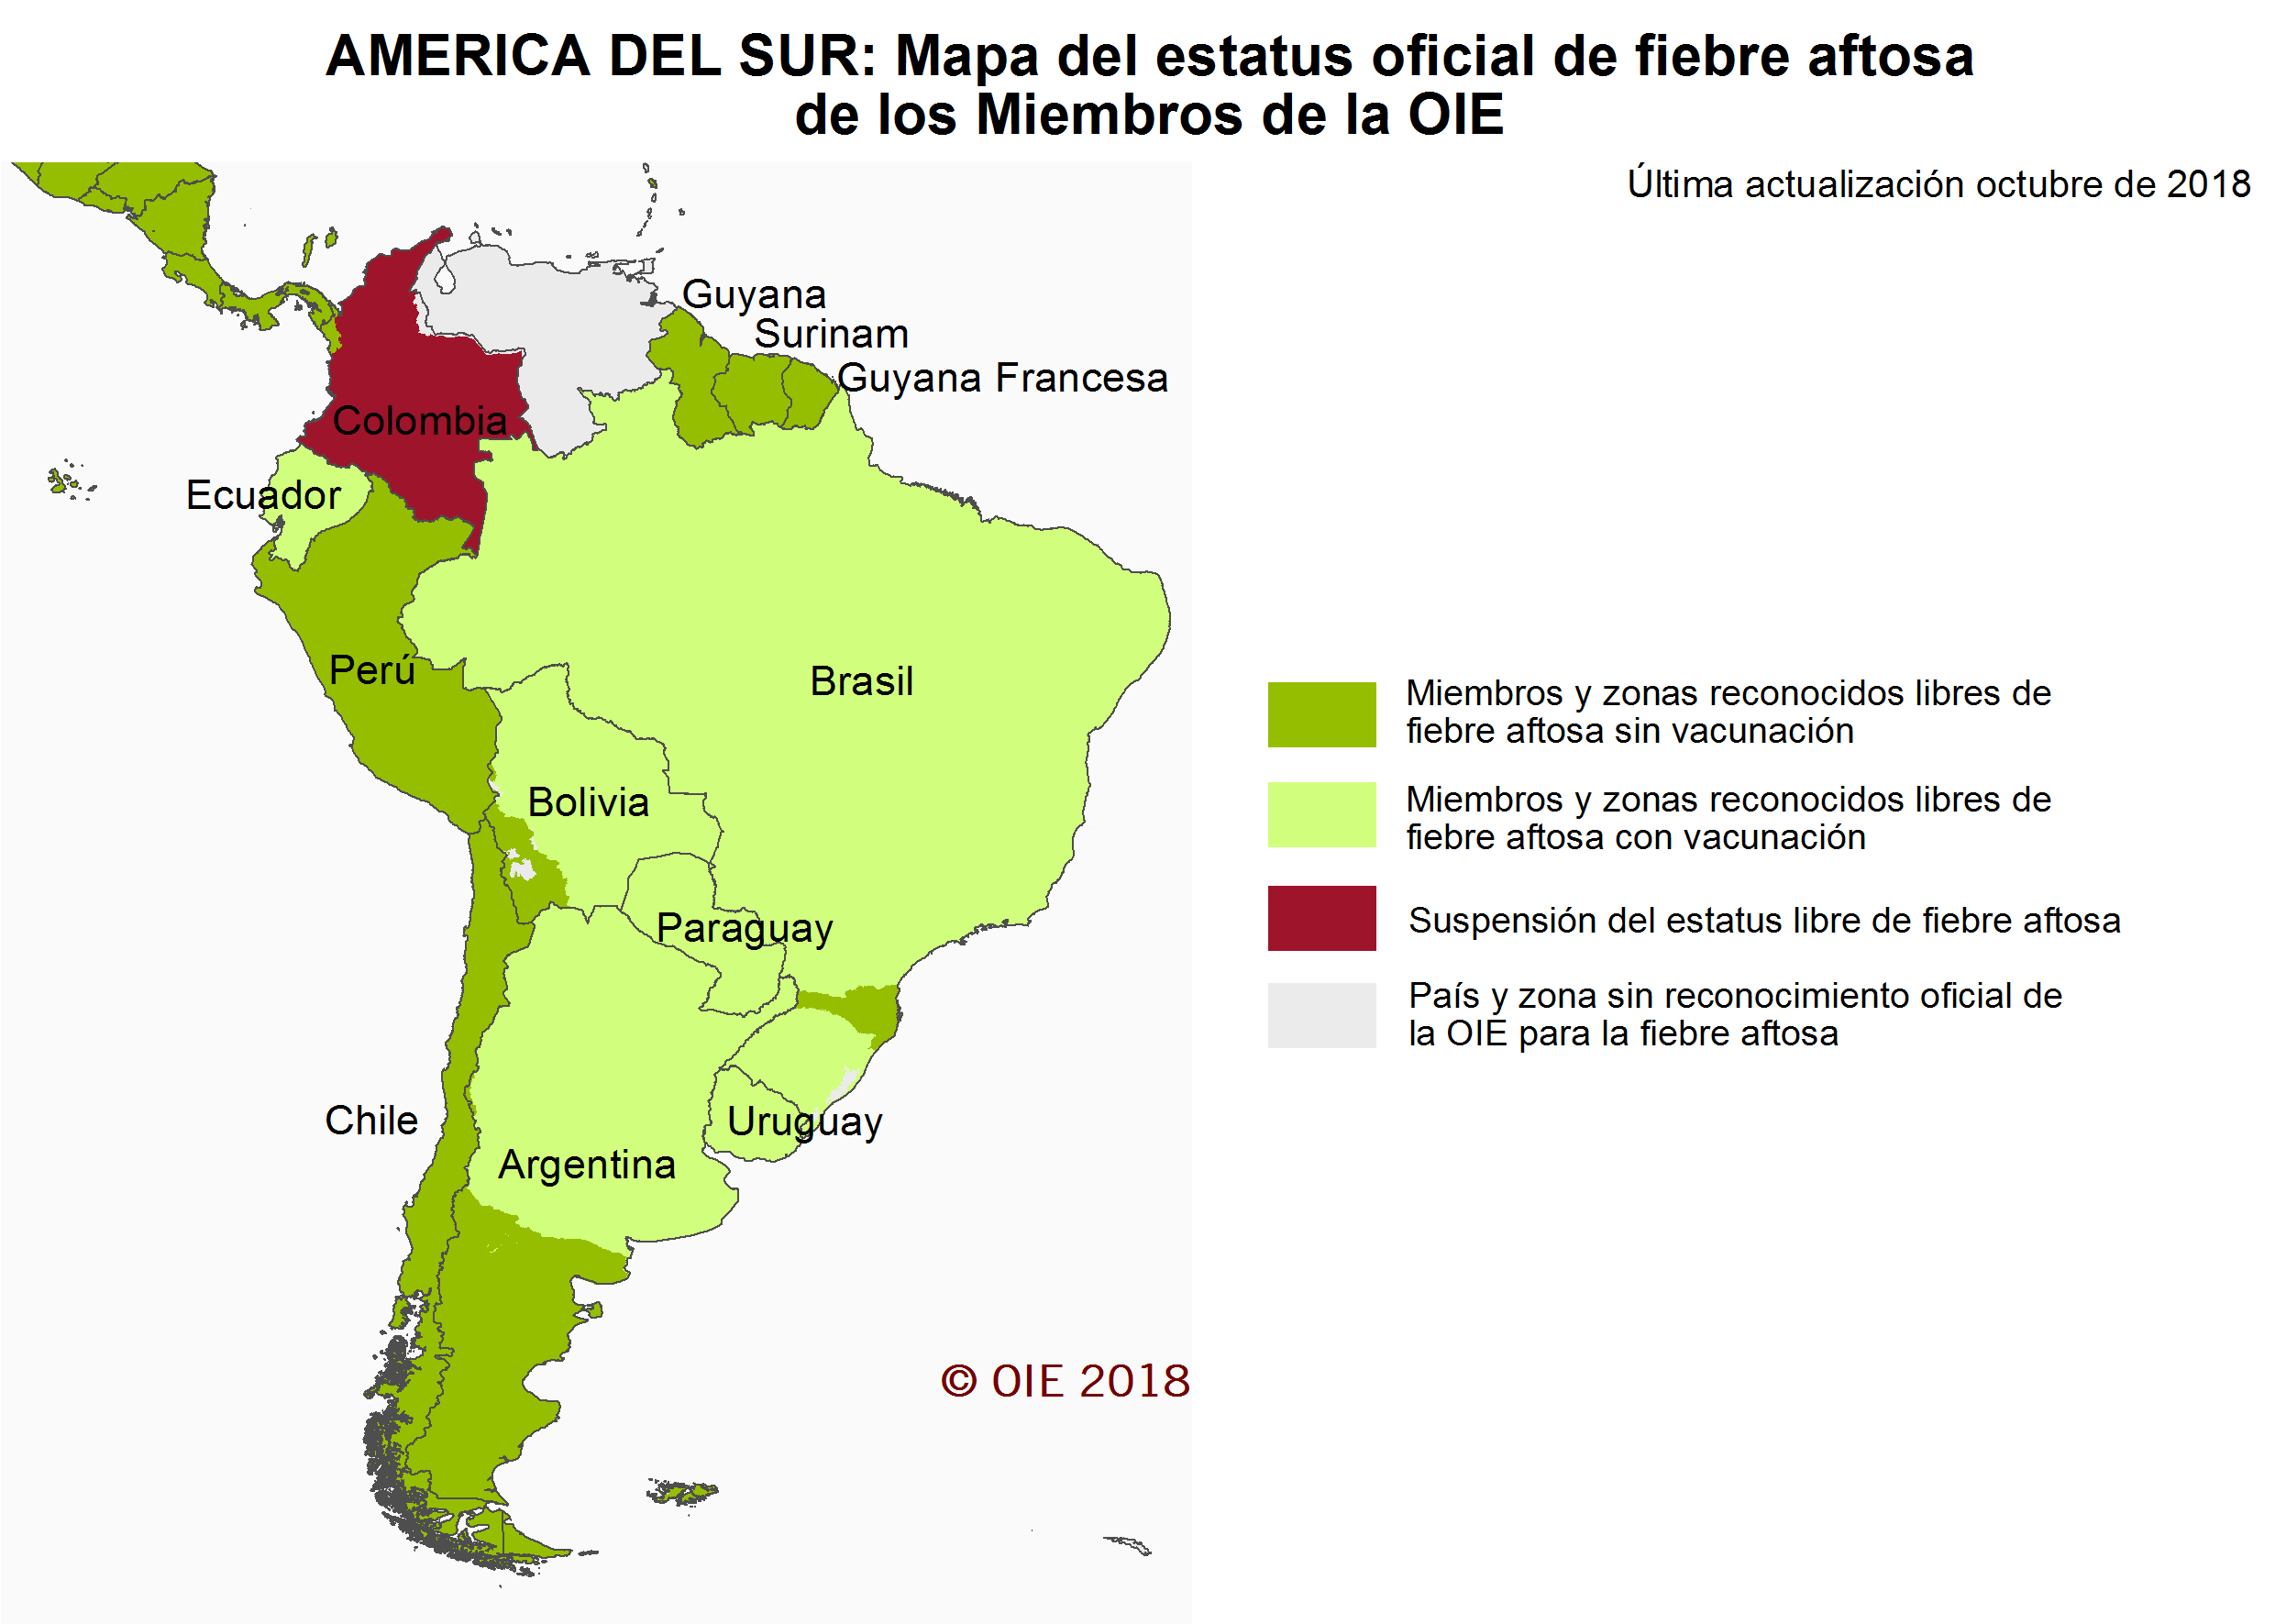 AMERICA DEL SUR: Mapa del estatus oficial de fiebre aftosa
de los Miembros de la OIE
Última actualización octubre de 2018
Guyana
Surinam
Guyana Francesa
Colombia
Ecuador
Perú
Brasil
Bolivia
Paraguay
Chile
Uruguay
Argentina
© OIE 2018
Miembros y zonas reconocidos libres de
fiebre aftosa sin vacunación
Miembros y zonas reconocidos libres de
fiebre aftosa con vacunación
Suspensión del estatus libre de fiebre aftosa
País y zona sin reconocimiento oficial de
la OIE para la fiebre aftosa